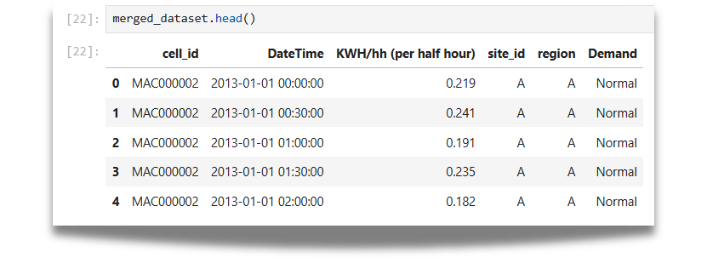 [22]: merged_dataset.head()
[22]: cell_id DateTime KWH/hh (per half hour) site_id region Demand
0 MAC000002 2013-01-01 00:00:00 0.219 A A Normal
1 MAC000002 2013-01-01 00:30:00 0.241 A A Normal
2 MAC000002 2013-01-01 01:00:00 0.191 A A Normal
3 MAC000002 2013-01-01 01:30:00 0.235 A A Normal
4 MAC000002 2013-01-01 02:00:00 0.182 A A Normal